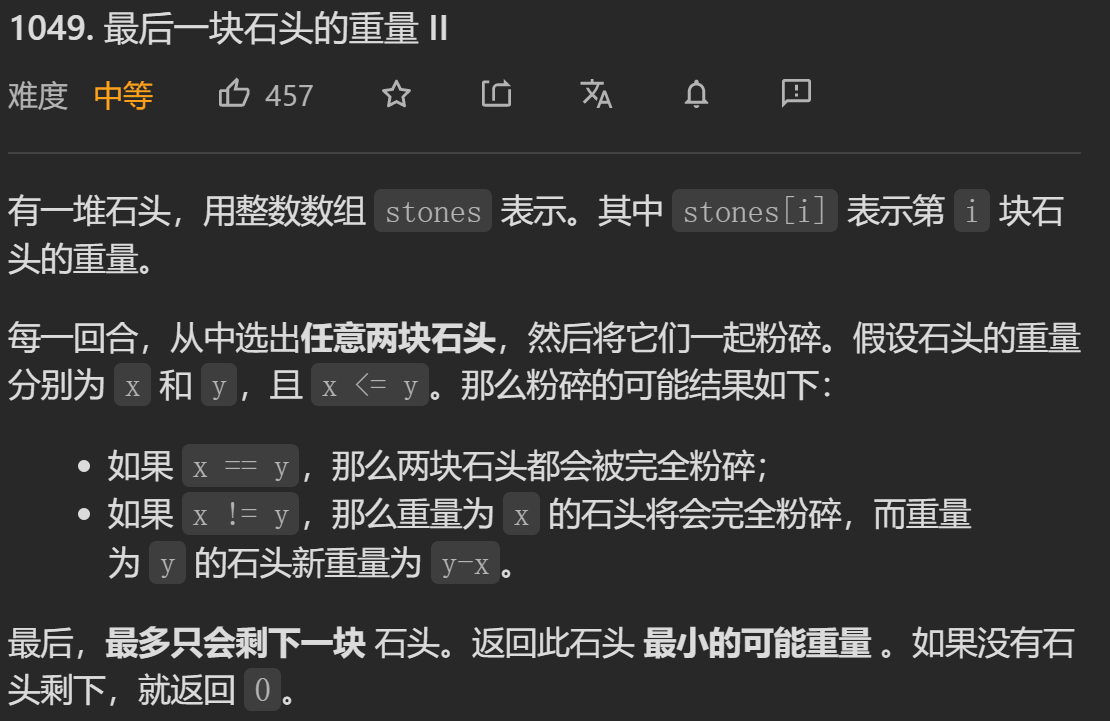 1049. 最后一块石头的重量 II
难度 中等 457
有一堆石头，用整数数组 stones 表示。其中 stones[i] 表示第 i 块石
头的重量。
每一回合，从中选出任意两块石头，然后将它们一起粉碎。假设石头的重量
分别为 x 和 y，且 x <= y。那么粉碎的可能结果如下：
• 如果 x == y，那么两块石头都会被完全粉碎；
• 如果 x != y，那么重量为 x 的石头将会完全粉碎，而重量
为 y 的石头新重量为 y-x。
最后，最多只会剩下一块 石头。返回此石头 最小的可能重量 。如果没有石
头剩下，就返回 0。